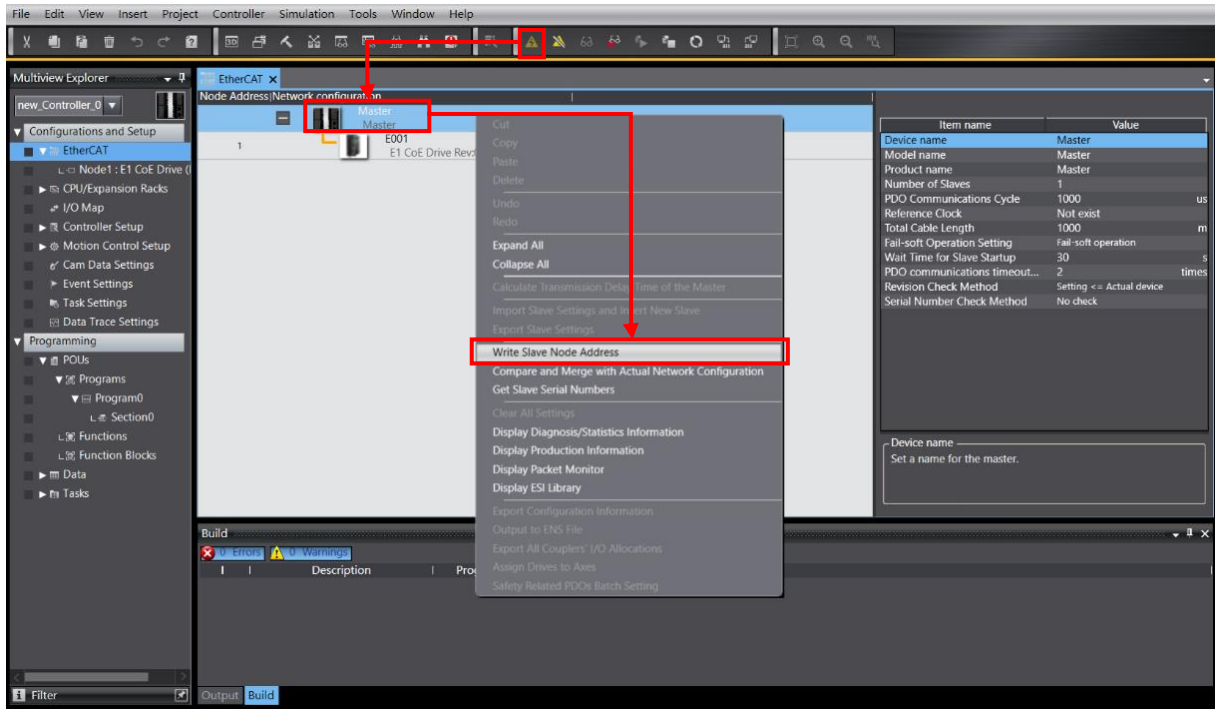 File Edit View Insert Project Controller Simulation Tools Window Help
Multiview Explorer
new_Controller_0
Configurations and Setup
EtherCAT
Node1 : E1 CoE Drive (
CPU/Expansion Racks
I/O Map
Controller Setup
Motion Control Setup
Cam Data Settings
Event Settings
Task Settings
Data Trace Settings
Programming
POUs
Programs
Program0
Section0
Functions
Function Blocks
Data
Tasks
Filter
EtherCAT
Node Address Network configuration
Master
Master
1
E001
E1 CoE Drive Rev:
Cut
Copy
Paste
Delete
Undo
Redo
Expand All
Collapse All
Calculate Transmission Delay Time of the Master
Import Slave Settings and Insert New Slave
Export Slave Settings
Write Slave Node Address
Compare and Merge with Actual Network Configuration
Get Slave Serial Numbers
Clear All Settings
Display Diagnosis/Statistics Information
Display Production Information
Display Packet Monitor
Display ESI Library
Export Configuration Information
Output to ENS File
Export All Couplers' I/O Allocations
Assign Drives to Axes
Safety Related PDOs Batch Setting
Item name Value
Device name Master
Model name Master
Product name Master
Number of Slaves 1
PDO Communications Cycle 1000 us
Reference Clock Not exist
Total Cable Length 1000 m
Fail-soft Operation Setting Fail-soft operation
Wait Time for Slave Startup 30 s
PDO communications timeout... 2 times
Revision Check Method Setting <= Actual device
Serial Number Check Method No check
Device name
Set a name for the master.
Build
0 Errors 0 Warnings
Description Pro
Output Build